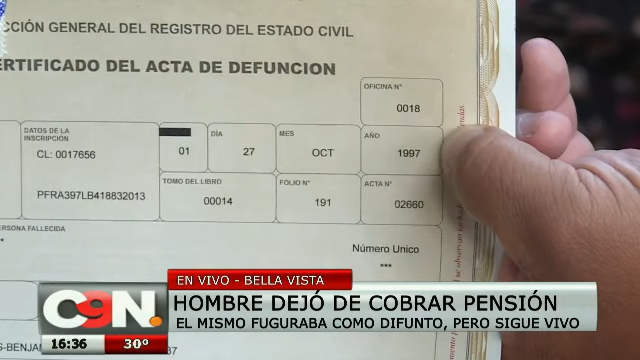 CCIÓN GENERAL DEL REGISTRO DEL ESTADO CIVIL
ERTIFICADO DEL ACTA DE DEFUNCION
OFICINA N°
0018
DATOS DE LA INSCRIPCIÓN
CL: 0017656
PFRA397LB418832013
01
DÍA
27
MES
OCT
AÑO
1997
TOMO DEL LIBRO
00014
FOLIO N°
191
ACTA N°
02660
ERSONA FALLECIDA
Número Unico
***
EN VIVO - BELLA VISTA
C9N.
HOMBRE DEJÓ DE COBRAR PENSIÓN
EL MISMO FUGURABA COMO DIFUNTO, PERO SIGUE VIVO
16:36 30°
S-BENJAN